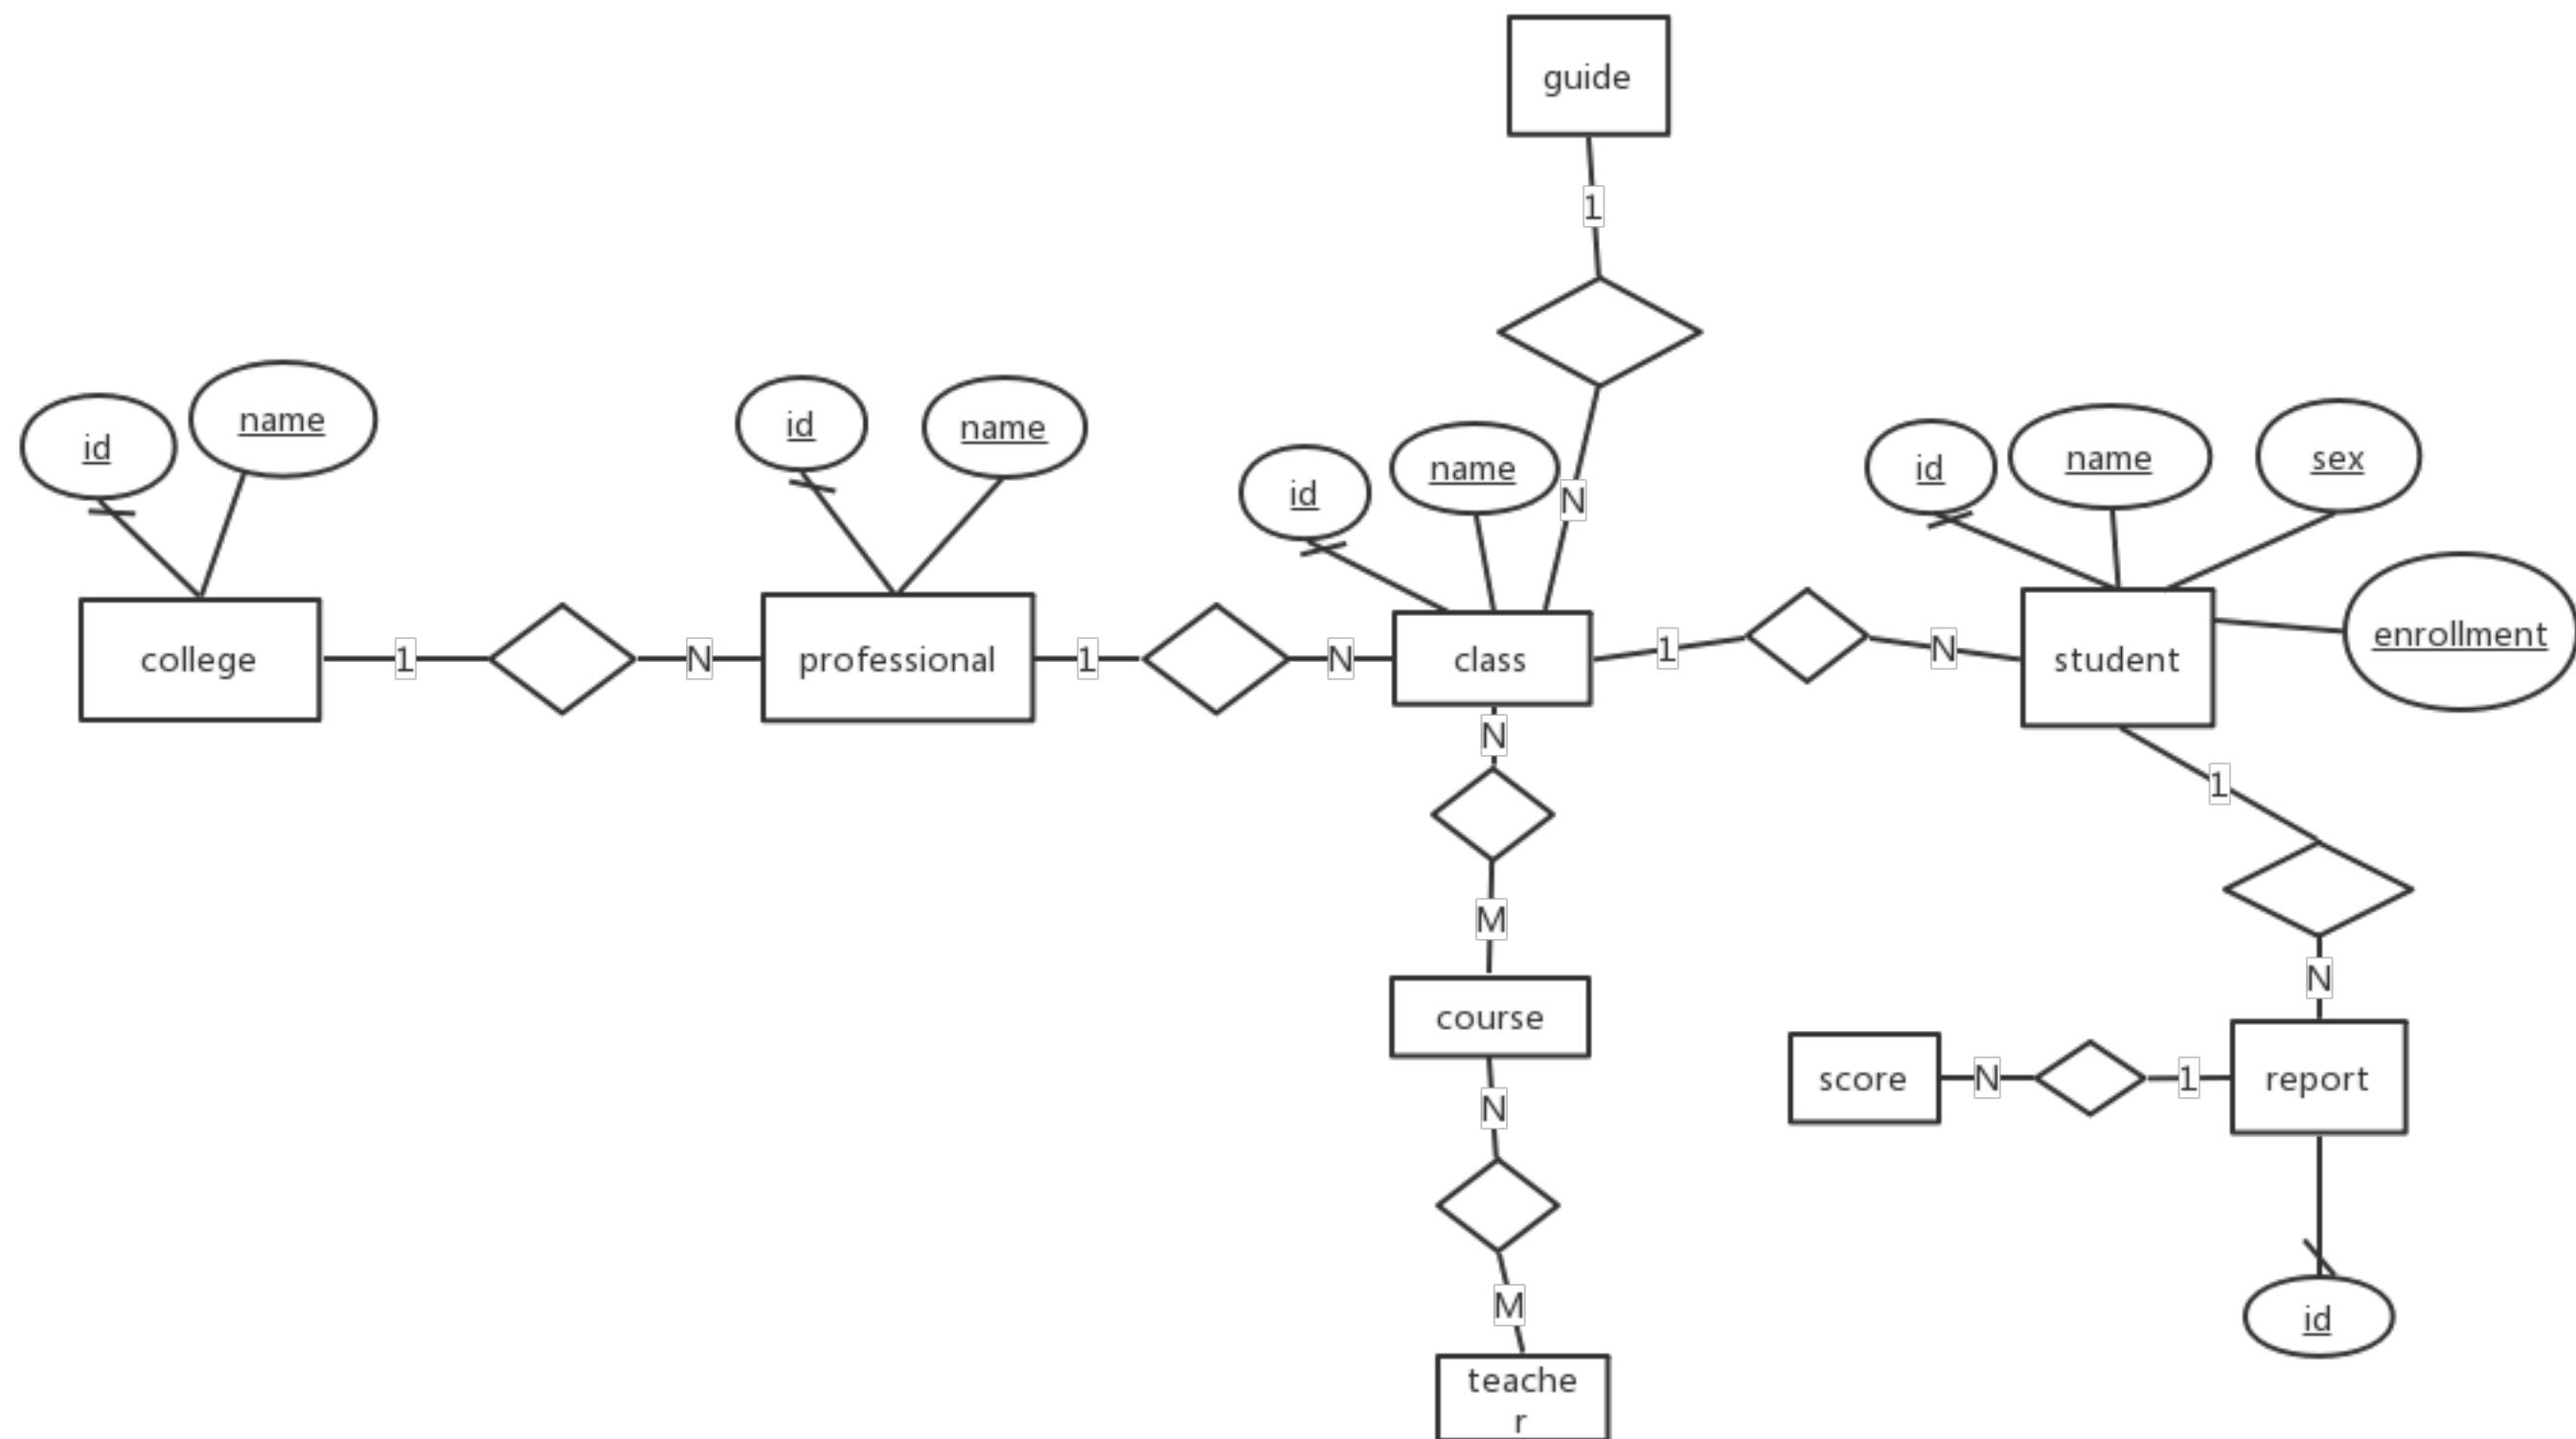 guide
1
id
name
id
name
id
name
N
id
name
sex
enrollment
college
1
N
professional
1
N
class
1
N
student
N
1
M
N
course
score
N
1
report
N
M
id
teache
r